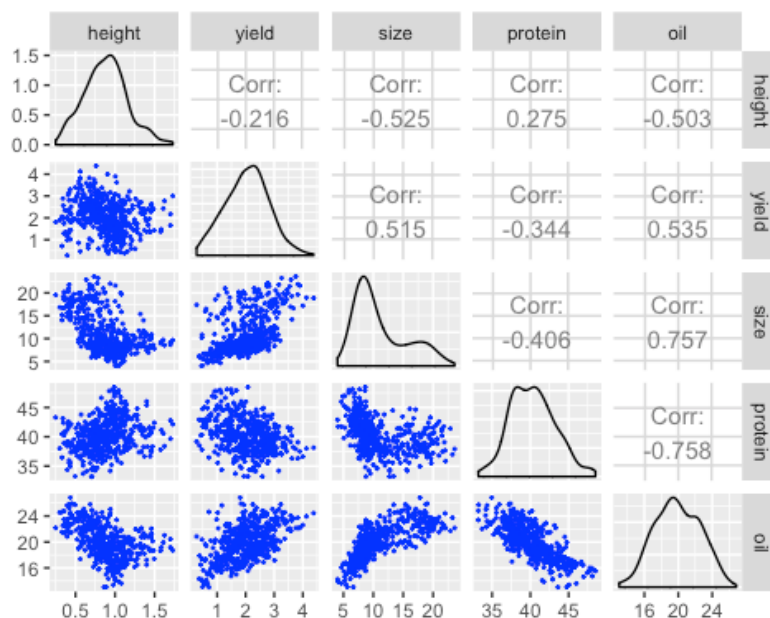 height yield size protein oil
1.5
1.0
0.5
0.0
Corr:
-0.216
Corr:
-0.525
Corr:
0.275
Corr:
-0.503
height
4
3
2
1
Corr:
0.515
Corr:
-0.344
Corr:
0.535
yield
20
15
10
5
Corr:
-0.406
Corr:
0.757
size
45
40
35
Corr:
-0.758
protein
24
20
16
oil
0.5 1.0 1.5 1 2 3 4 5 10 15 20 35 40 45 16 20 24